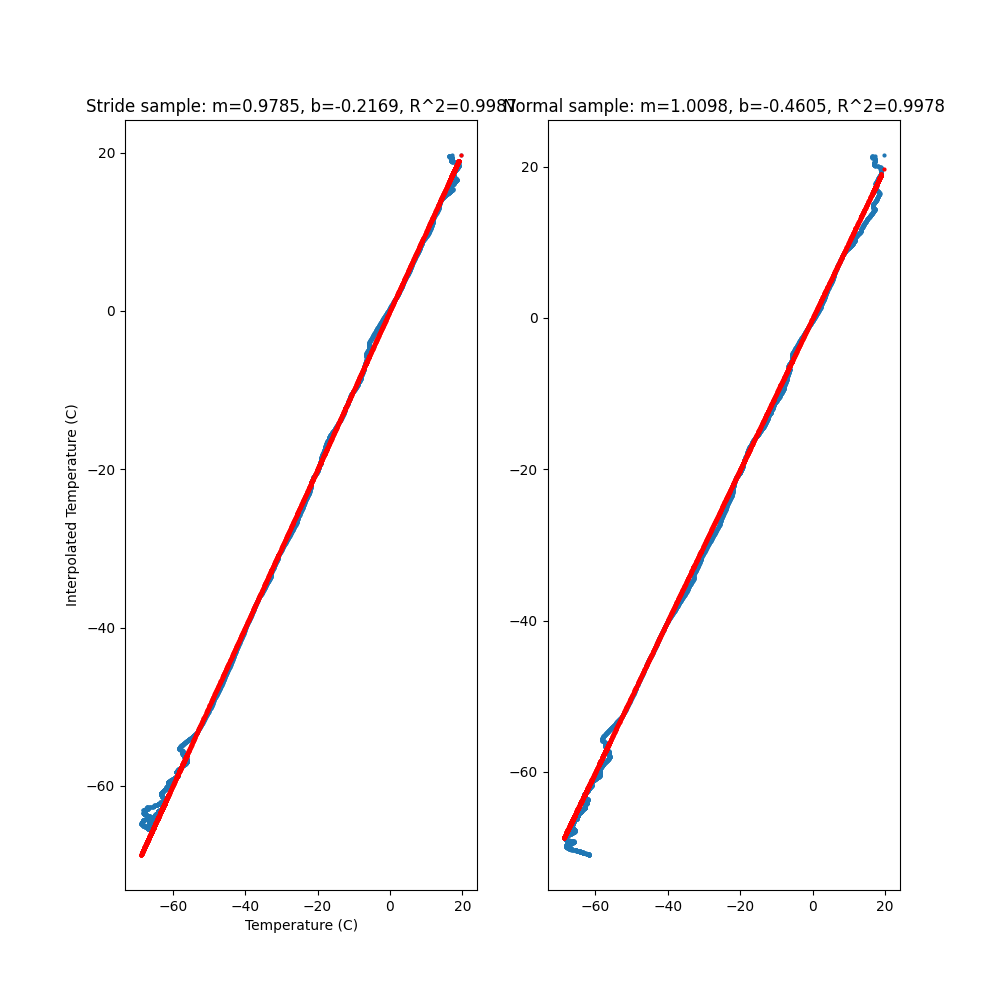 Stride sample: m=0.9785, b=-0.2169, R^2=0.9987
Normal sample: m=1.0098, b=-0.4605, R^2=0.9978
20
0
−20
−40
−60
Interpolated Temperature (C)
−60 −40 −20 0 20
Temperature (C)
20
0
−20
−40
−60
−60 −40 −20 0 20